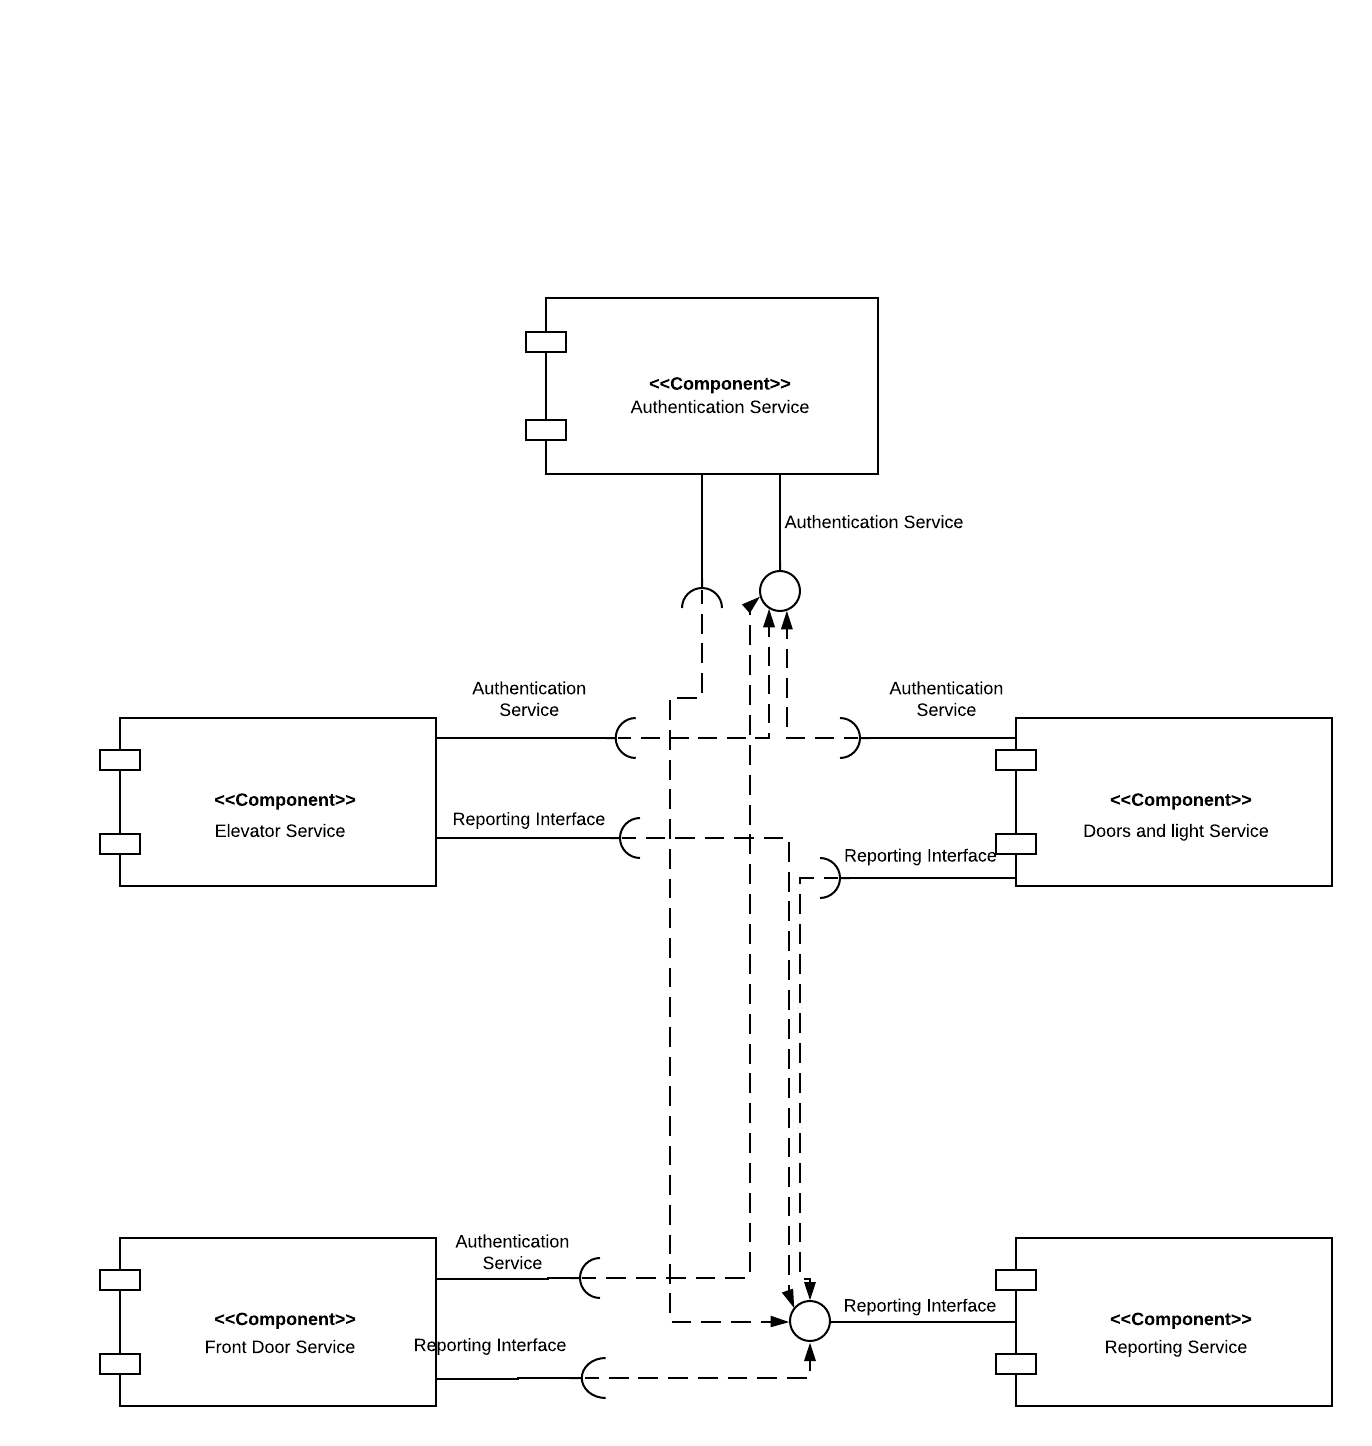 <<Component>>
Authentication Service
Authentication Service
Authentication
Service
Authentication
Service
<<Component>>
Elevator Service
Reporting Interface
<<Component>>
Doors and light Service
Reporting Interface
Authentication
Service
<<Component>>
Front Door Service
Reporting Interface
Reporting Interface
<<Component>>
Reporting Service